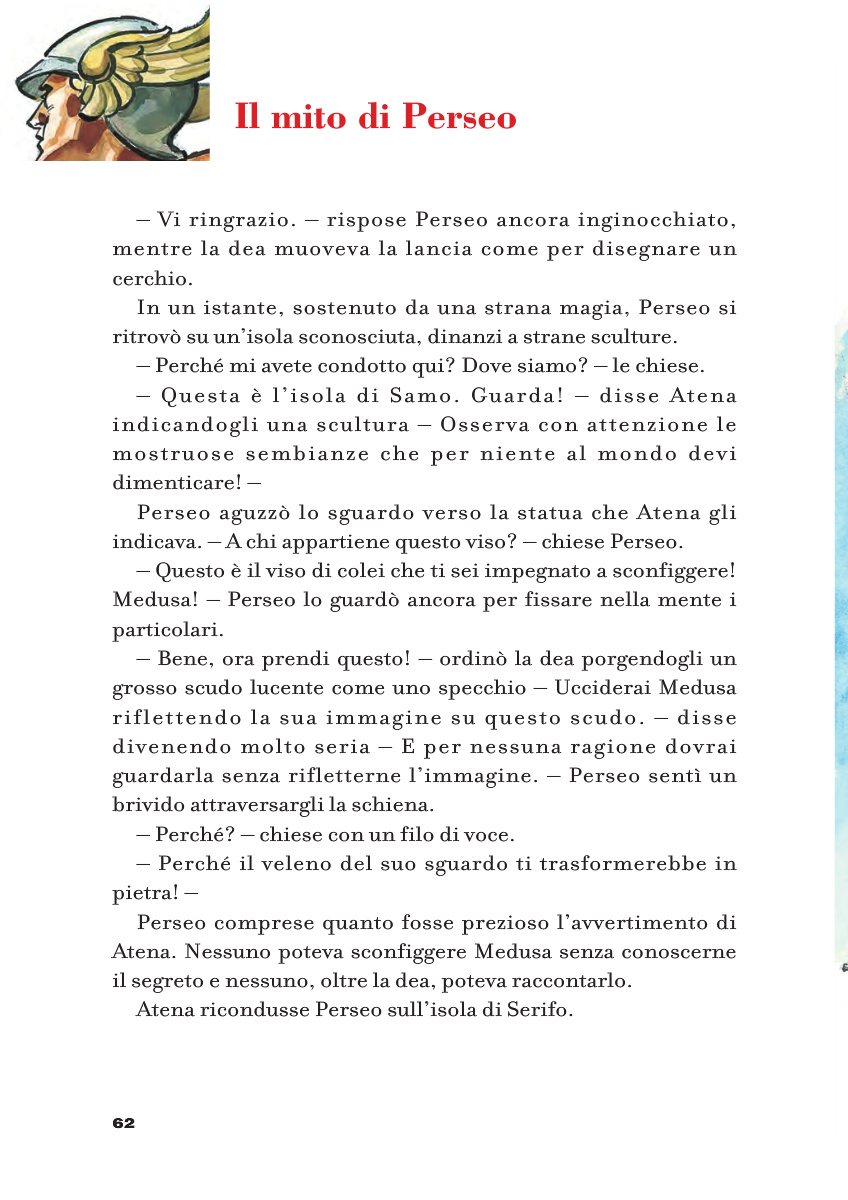 Il mito di Perseo
– Vi ringrazio. – rispose Perseo ancora inginocchiato,
mentre la dea muoveva la lancia come per disegnare un
cerchio.
In un istante, sostenuto da una strana magia, Perseo si
ritrovò su un’isola sconosciuta, dinanzi a strane sculture.
– Perché mi avete condotto qui? Dove siamo? – le chiese.
– Questa è l’isola di Samo. Guarda! – disse Atena
indicandogli una scultura – Osserva con attenzione le
mostruose sembianze che per niente al mondo devi
dimenticare! –
Perseo aguzzò lo sguardo verso la statua che Atena gli
indicava. – A chi appartiene questo viso? – chiese Perseo.
– Questo è il viso di colei che ti sei impegnato a sconfiggere!
Medusa! – Perseo lo guardò ancora per fissare nella mente i
particolari.
– Bene, ora prendi questo! – ordinò la dea porgendogli un
grosso scudo lucente come uno specchio – Ucciderai Medusa
riflettendo la sua immagine su questo scudo. – disse
divenendo molto seria – E per nessuna ragione dovrai
guardarla senza rifletterne l’immagine. – Perseo sentì un
brivido attraversargli la schiena.
– Perché? – chiese con un filo di voce.
– Perché il veleno del suo sguardo ti trasformerebbe in
pietra! –
Perseo comprese quanto fosse prezioso l’avvertimento di
Atena. Nessuno poteva sconfiggere Medusa senza conoscerne
il segreto e nessuno, oltre la dea, poteva raccontarlo.
Atena ricondusse Perseo sull’isola di Serifo.
62